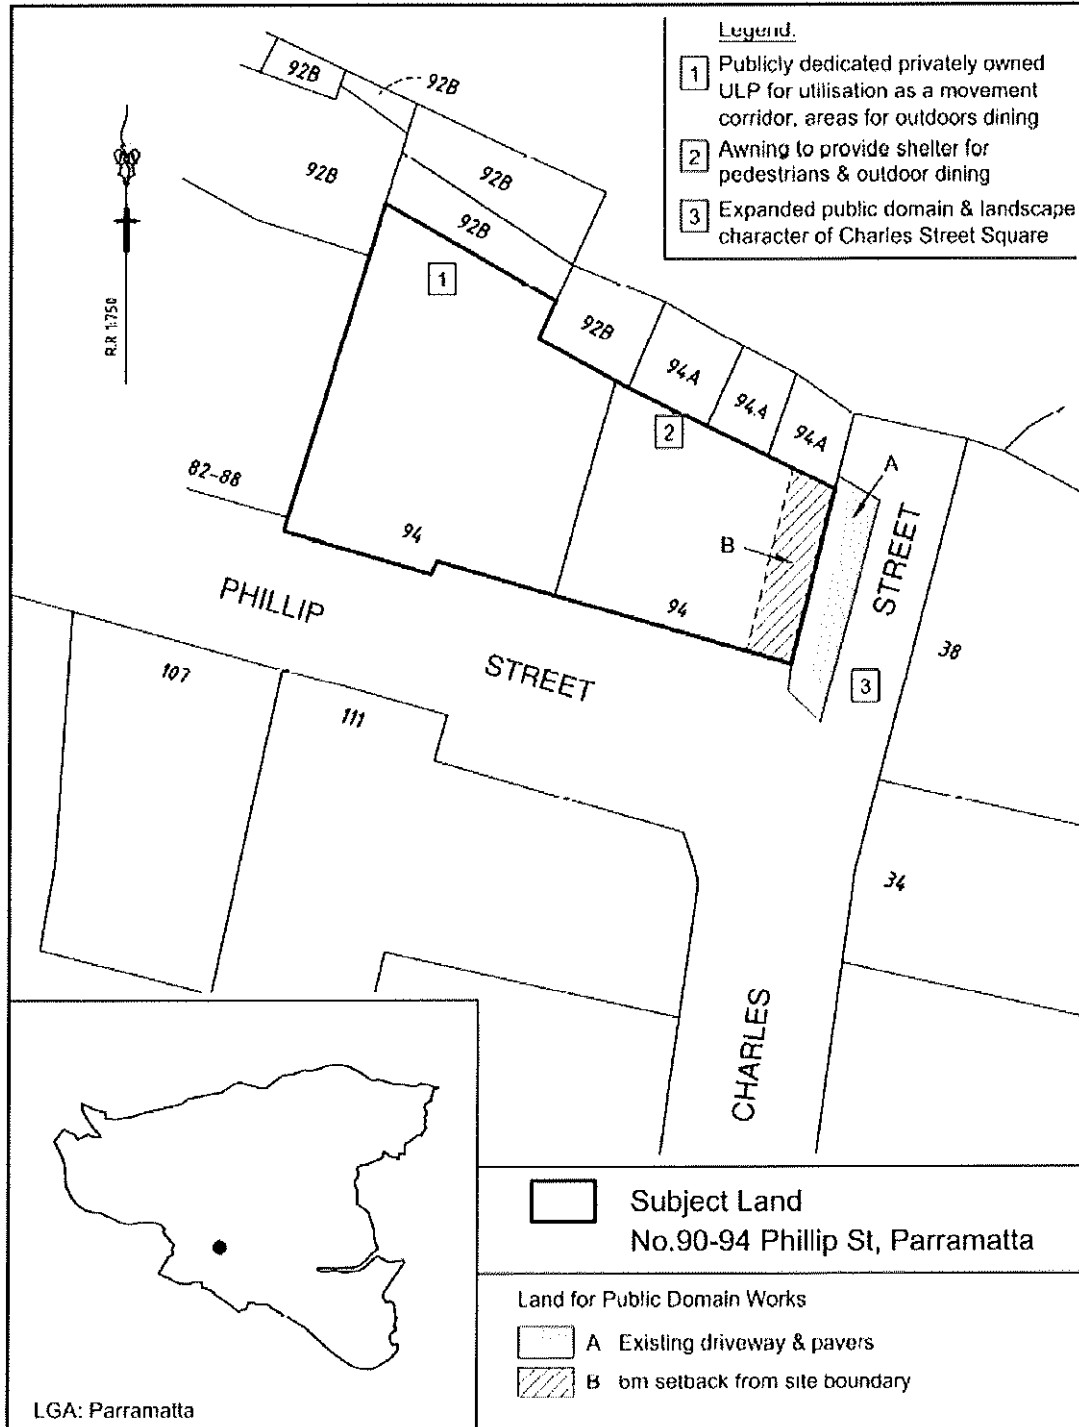 Legend.
1 Publicly dedicated privately owned
ULP for utilisation as a movement
corridor, areas for outdoors dining
2 Awning to provide shelter for
pedestrians & outdoor dining
3 Expanded public domain & landscape
character of Charles Street Square
92B
92B
92B
92B
92B
R.R 1:750
1
92B
94A
94A
94A
2
A
82-88
94
B
STREET
94
PHILLIP
STREET
38
3
107
111
34
CHARLES
Subject Land
No.90-94 Phillip St, Parramatta
Land for Public Domain Works
A Existing driveway & pavers
B 6m setback from site boundary
LGA: Parramatta